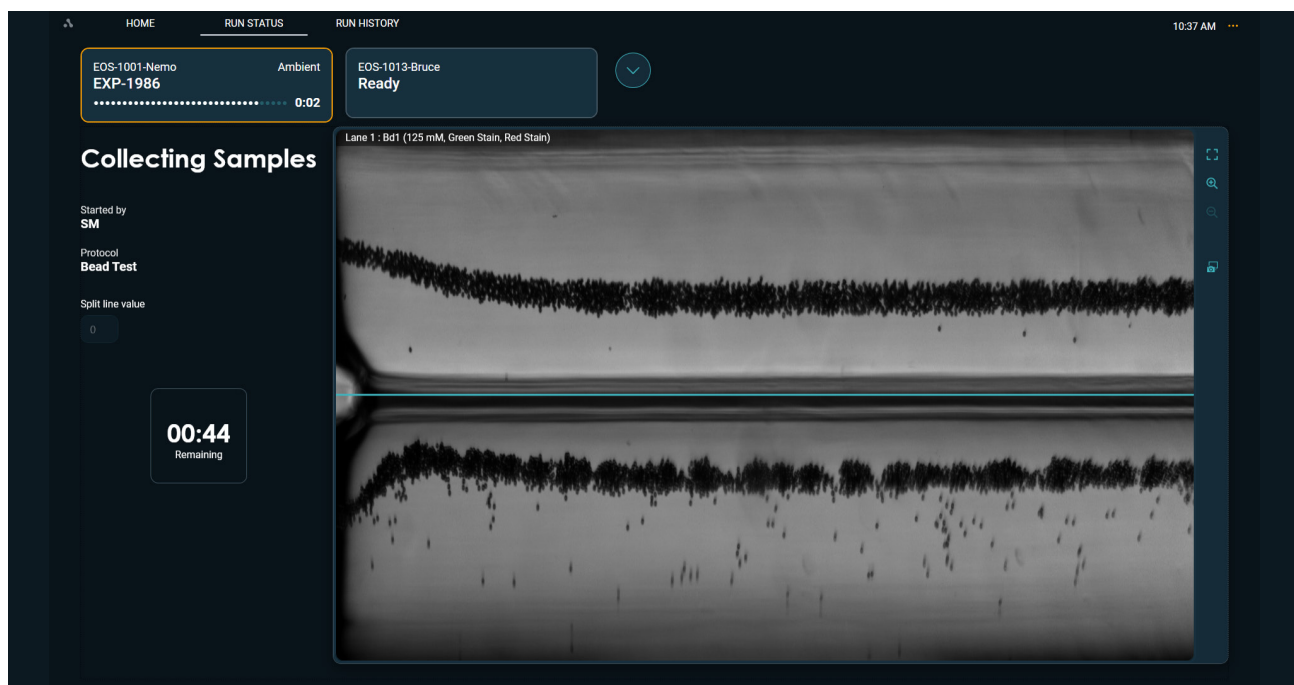 HOME RUN STATUS RUN HISTORY 10:37 AM
EOS-1001-Nemo Ambient
EXP-1986
0:02
EOS-1013-Bruce
Ready
Collecting Samples
Started by
SM
Protocol
Bead Test
Split line value
0
00:44
Remaining
Lane 1 : Bd1 (125 mM, Green Stain, Red Stain)